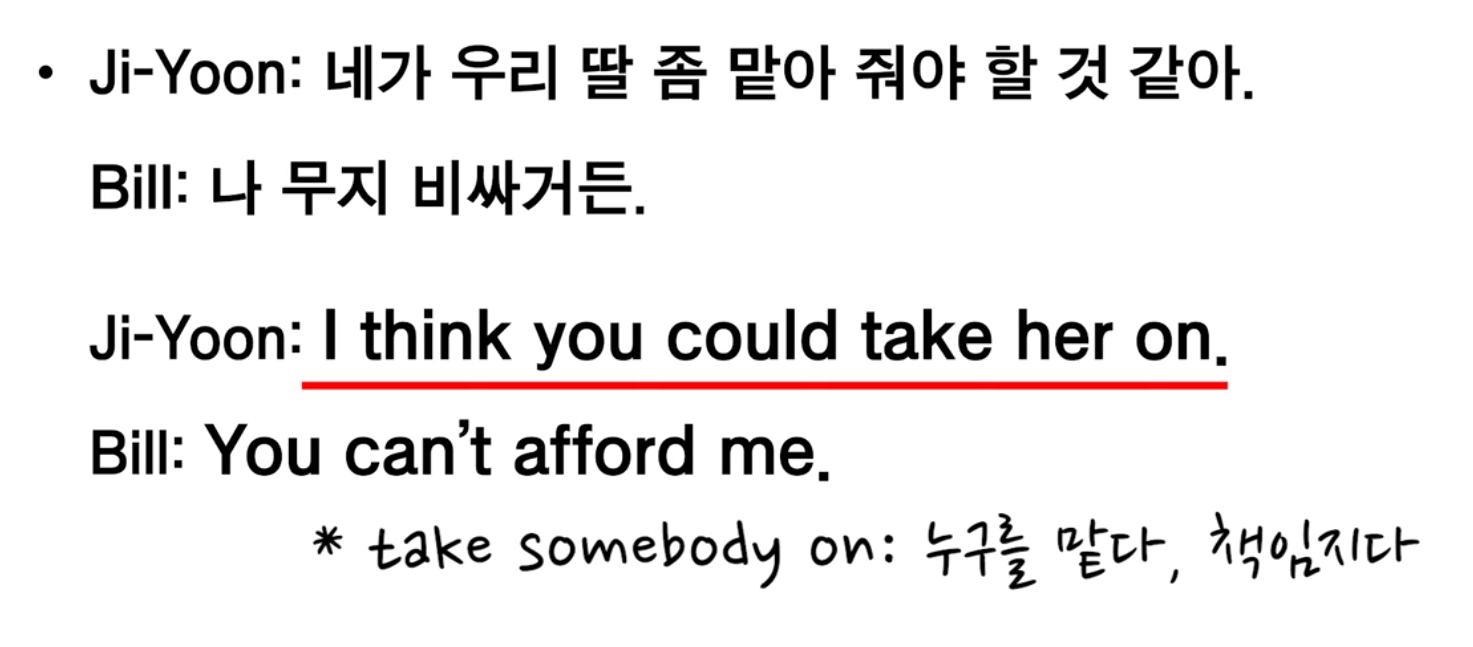 • Ji-Yoon: 네가 우리 딸 좀 맡아 줘야 할 것 같아.
Bill: 나 무지 비싸거든.
Ji-Yoon: I think you could take her on.
Bill: You can't afford me.
* take somebody on: 누구를 맡다, 책임지다